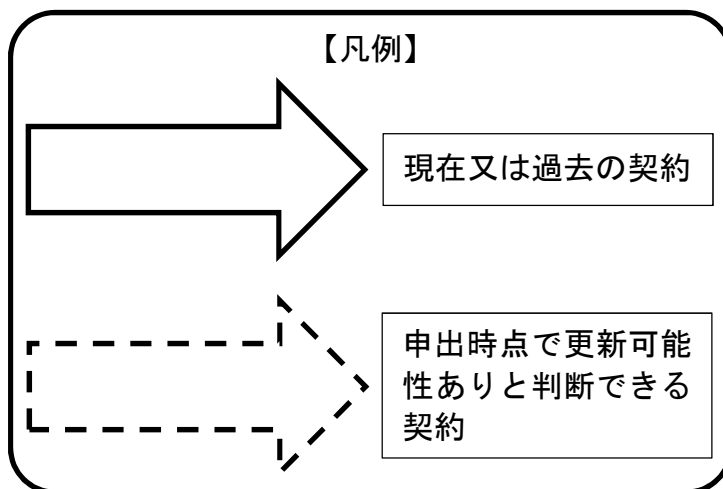 【凡例】
現在又は過去の契約
申出時点で更新可能
性ありと判断できる
契約